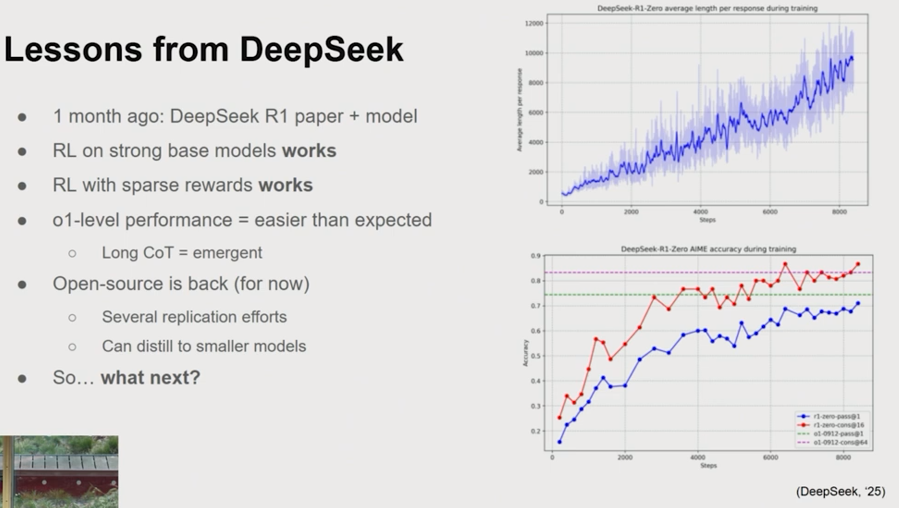 Lessons from DeepSeek
● 1 month ago: DeepSeek R1 paper + model
● RL on strong base models works
● RL with sparse rewards works
● o1-level performance = easier than expected
○ Long CoT = emergent
● Open-source is back (for now)
○ Several replication efforts
○ Can distill to smaller models
● So… what next?
DeepSeek-R1-Zero average length per response during training
Average length per response
12000
10000
8000
6000
4000
2000
0
0 2000 4000 6000 8000
Steps
DeepSeek-R1-Zero AIME accuracy during training
Accuracy
0.9
0.8
0.7
0.6
0.5
0.4
0.3
0.2
r1-zero-pass@1
r1-zero-cons@16
o1-0912-pass@1
o1-0912-cons@64
0 2000 4000 6000 8000
Steps
(DeepSeek, ‘25)